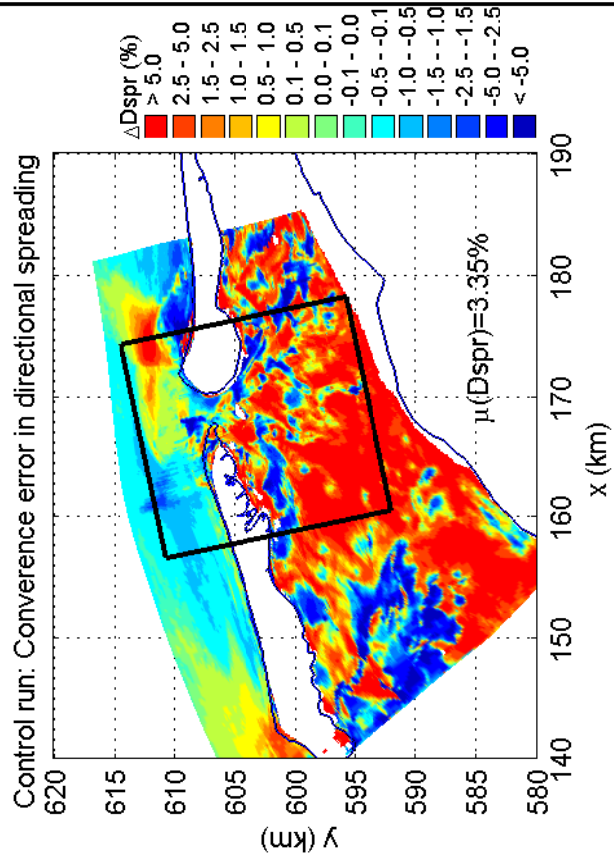 Control run: Converence error in directional spreading
ΔDspr (%)
> 5.0
2.5 - 5.0
1.5 - 2.5
1.0 - 1.5
0.5 - 1.0
0.1 - 0.5
0.0 - 0.1
-0.1 - 0.0
-0.5 - -0.1
-1.0 - -0.5
-1.5 - -1.0
-2.5 - -1.5
-5.0 - -2.5
< -5.0
620
615
610
605
600
595
590
585
580
y (km)
μ(Dspr)=3.35%
140
150
160
170
180
190
x (km)